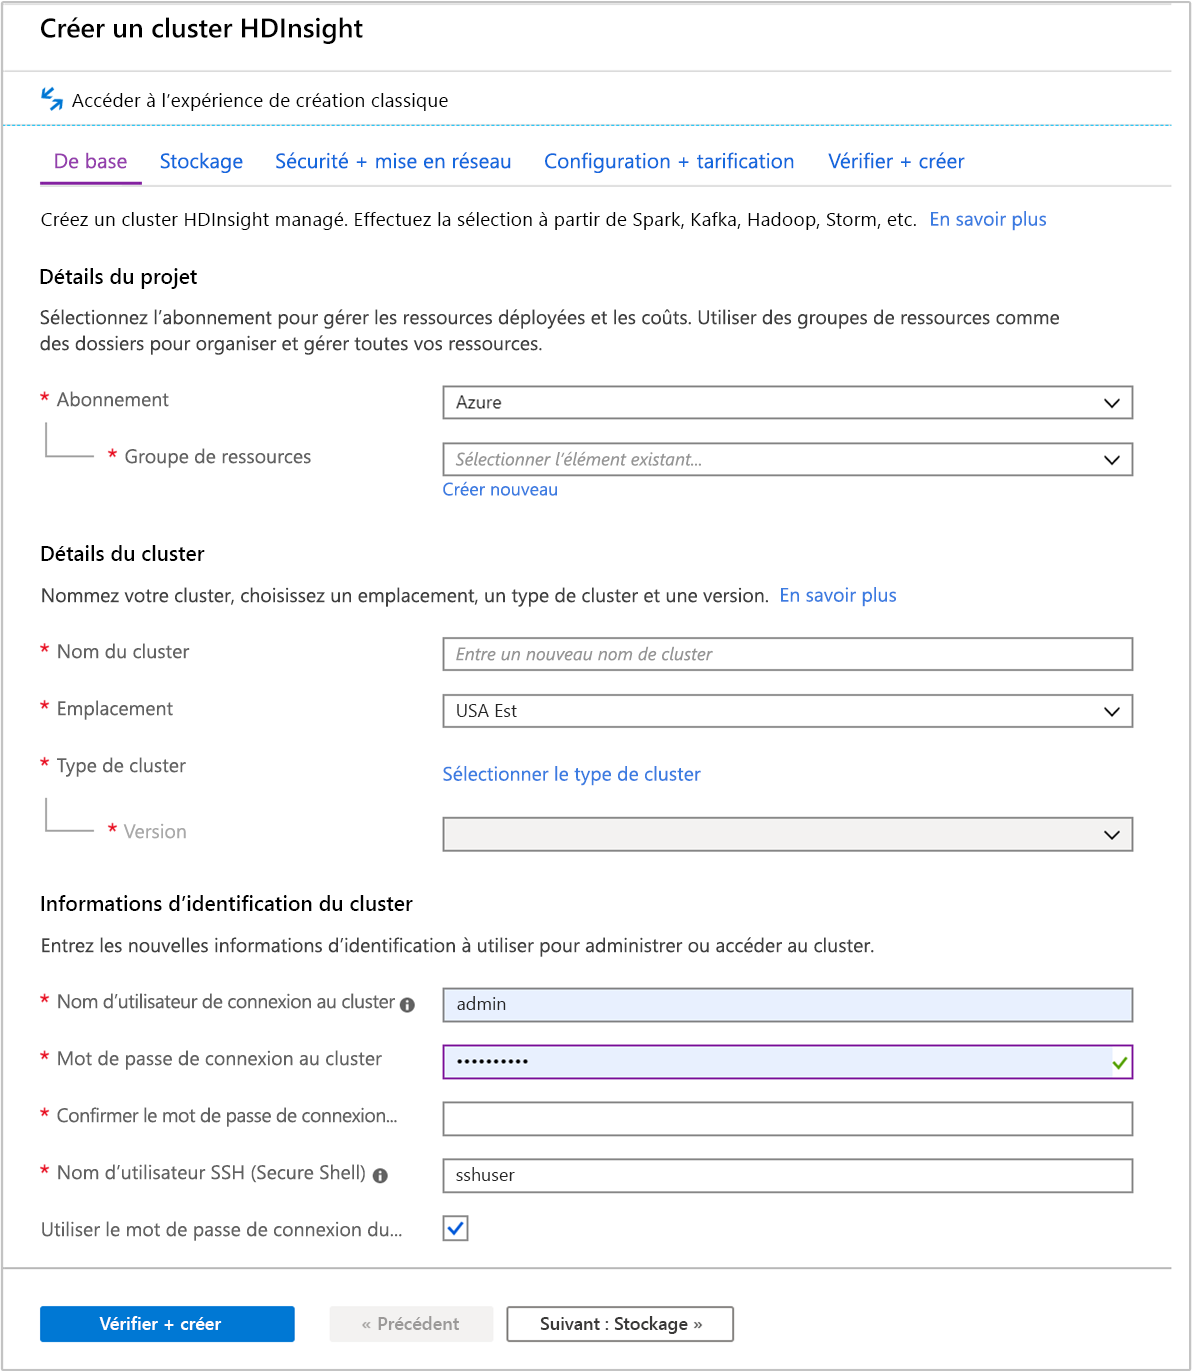 Créer un cluster HDInsight
Accéder à l’expérience de création classique
De base Stockage Sécurité + mise en réseau Configuration + tarification Vérifier + créer
Créez un cluster HDInsight managé. Effectuez la sélection à partir de Spark, Kafka, Hadoop, Storm, etc. En savoir plus
Détails du projet
Sélectionnez l’abonnement pour gérer les ressources déployées et les coûts. Utiliser des groupes de ressources comme
des dossiers pour organiser et gérer toutes vos ressources.
* Abonnement Azure
* Groupe de ressources Sélectionner l’élément existant...
Créer nouveau
Détails du cluster
Nommez votre cluster, choisissez un emplacement, un type de cluster et une version. En savoir plus
* Nom du cluster Entre un nouveau nom de cluster
* Emplacement USA Est
* Type de cluster Sélectionner le type de cluster
* Version
Informations d’identification du cluster
Entrez les nouvelles informations d’identification à utiliser pour administrer ou accéder au cluster.
* Nom d’utilisateur de connexion au cluster admin
* Mot de passe de connexion au cluster ••••••••••
* Confirmer le mot de passe de connexion...
* Nom d’utilisateur SSH (Secure Shell) sshuser
Utiliser le mot de passe de connexion du...
Vérifier + créer « Précédent Suivant : Stockage »